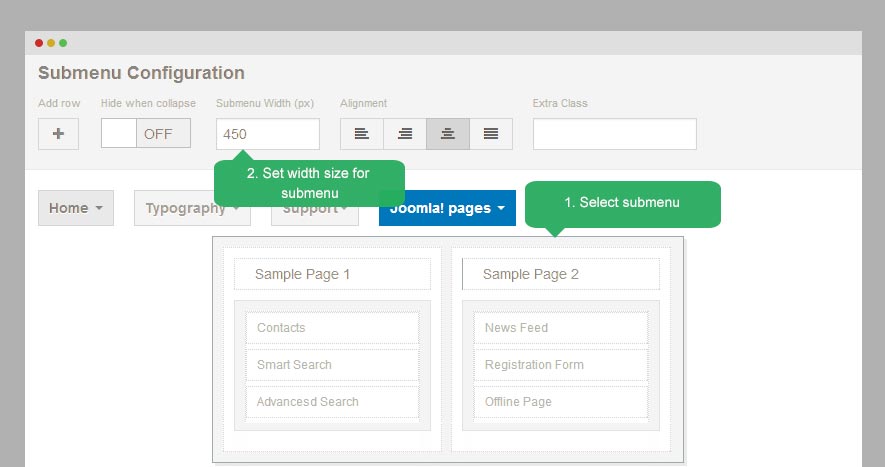 Submenu Configuration
Add row Hide when collapse Submenu Width (px) Alignment Extra Class
OFF 450
2. Set width size for
submenu
1. Select submenu
Home Typography Support Joomla! pages
Sample Page 1 Sample Page 2
Contacts News Feed
Smart Search Registration Form
Advancesd Search Offline Page